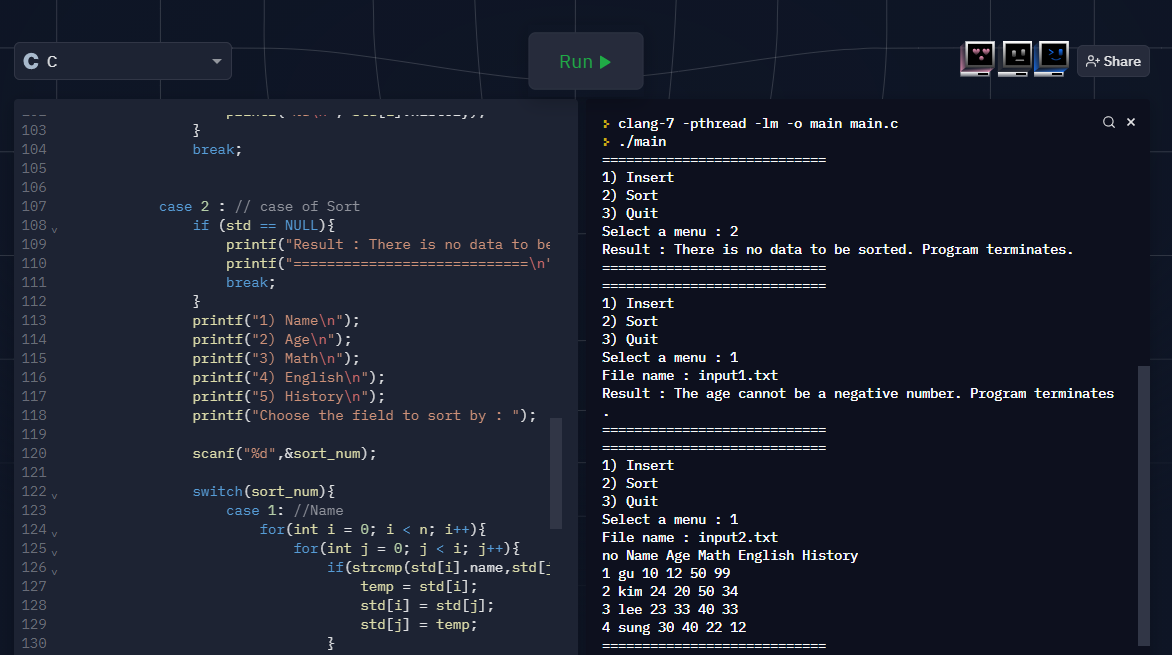 C C
Run
Share
103 }
104 break;
105
106
107 case 2 : // case of Sort
108 if (std == NULL){
109 printf("Result : There is no data to be
110 printf("============================\n"
111 break;
112 }
113 printf("1) Name\n");
114 printf("2) Age\n");
115 printf("3) Math\n");
116 printf("4) English\n");
117 printf("5) History\n");
118 printf("Choose the field to sort by : ");
119
120 scanf("%d",&sort_num);
121
122 switch(sort_num){
123 case 1: //Name
124 for(int i = 0; i < n; i++){
125 for(int j = 0; j < i; j++){
126 if(strcmp(std[i].name,std[j
127 temp = std[i];
128 std[i] = std[j];
129 std[j] = temp;
130 }
clang-7 -pthread -lm -o main main.c
./main
============================
1) Insert
2) Sort
3) Quit
Select a menu : 2
Result : There is no data to be sorted. Program terminates.
============================
============================
1) Insert
2) Sort
3) Quit
Select a menu : 1
File name : input1.txt
Result : The age cannot be a negative number. Program terminates
.
============================
============================
1) Insert
2) Sort
3) Quit
Select a menu : 1
File name : input2.txt
no Name Age Math English History
1 gu 10 12 50 99
2 kim 24 20 50 34
3 lee 23 33 40 33
4 sung 30 40 22 12
============================